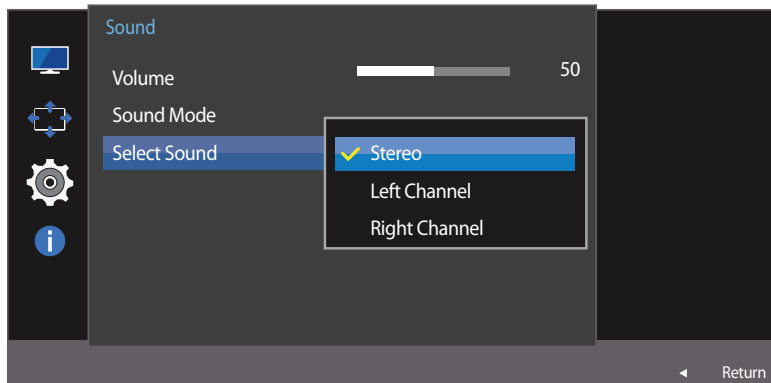 Sound
Volume 50
Sound Mode
Select Sound
Stereo
Left Channel
Right Channel
Return